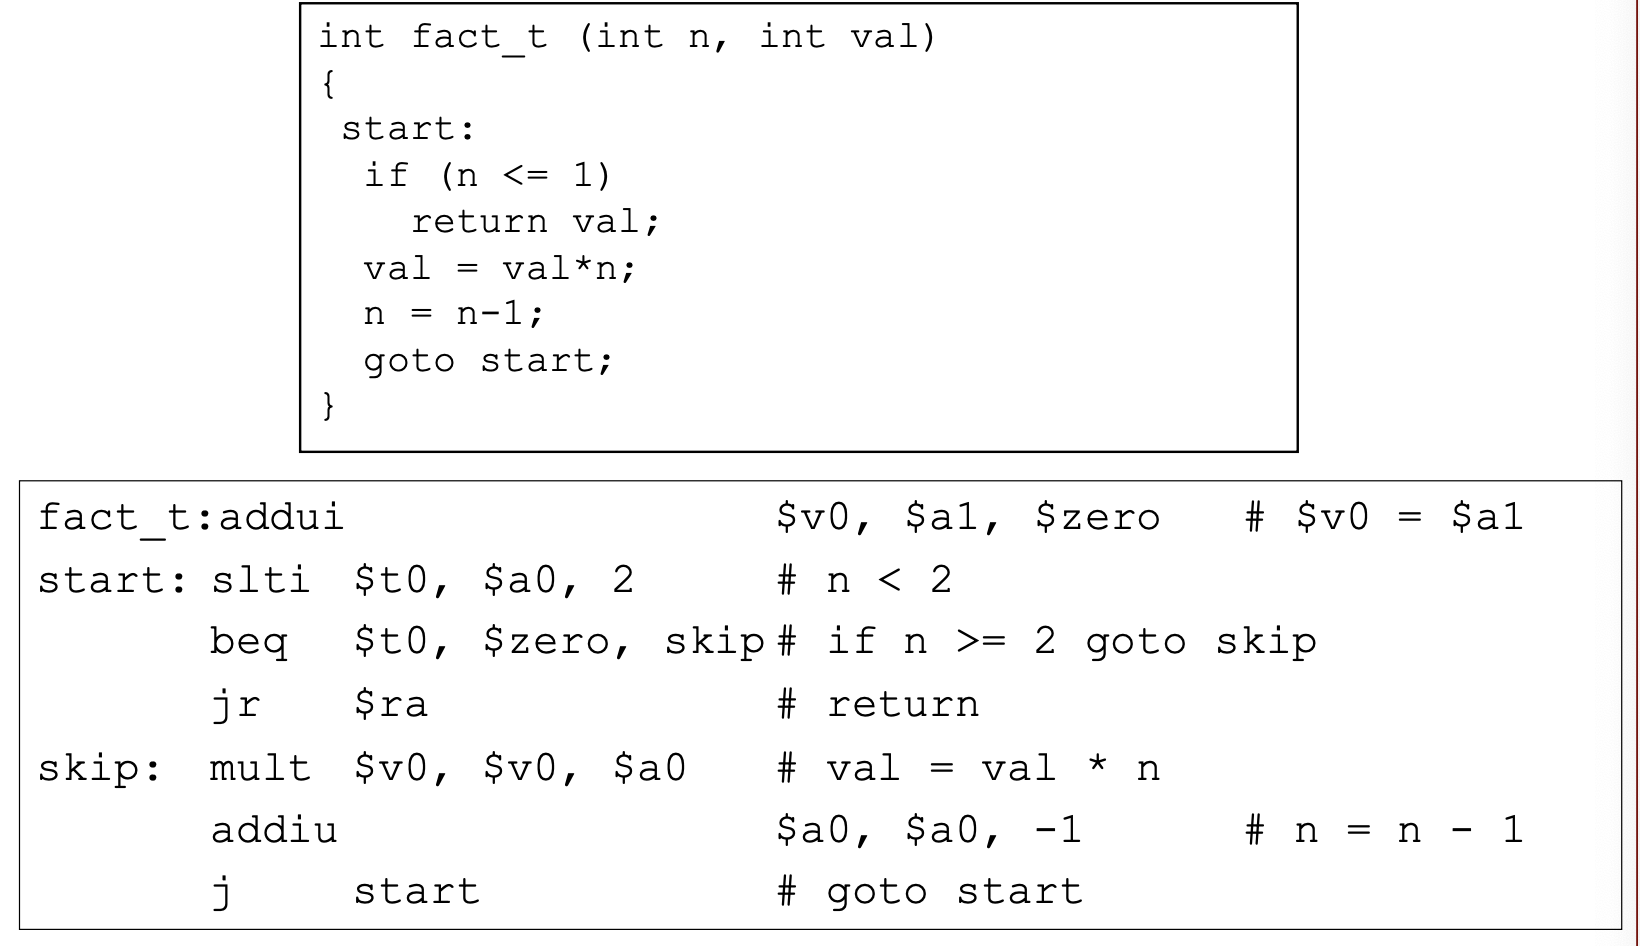 int fact_t (int n, int val)
{
start:
if (n <= 1)
return val;
val = val*n;
n = n-1;
goto start;
}
fact_t:addui $v0, $a1, $zero # $v0 = $a1
start: slti $t0, $a0, 2 # n < 2
beq $t0, $zero, skip # if n >= 2 goto skip
jr $ra # return
skip: mult $v0, $v0, $a0 # val = val * n
addiu $a0, $a0, -1 # n = n - 1
j start # goto start